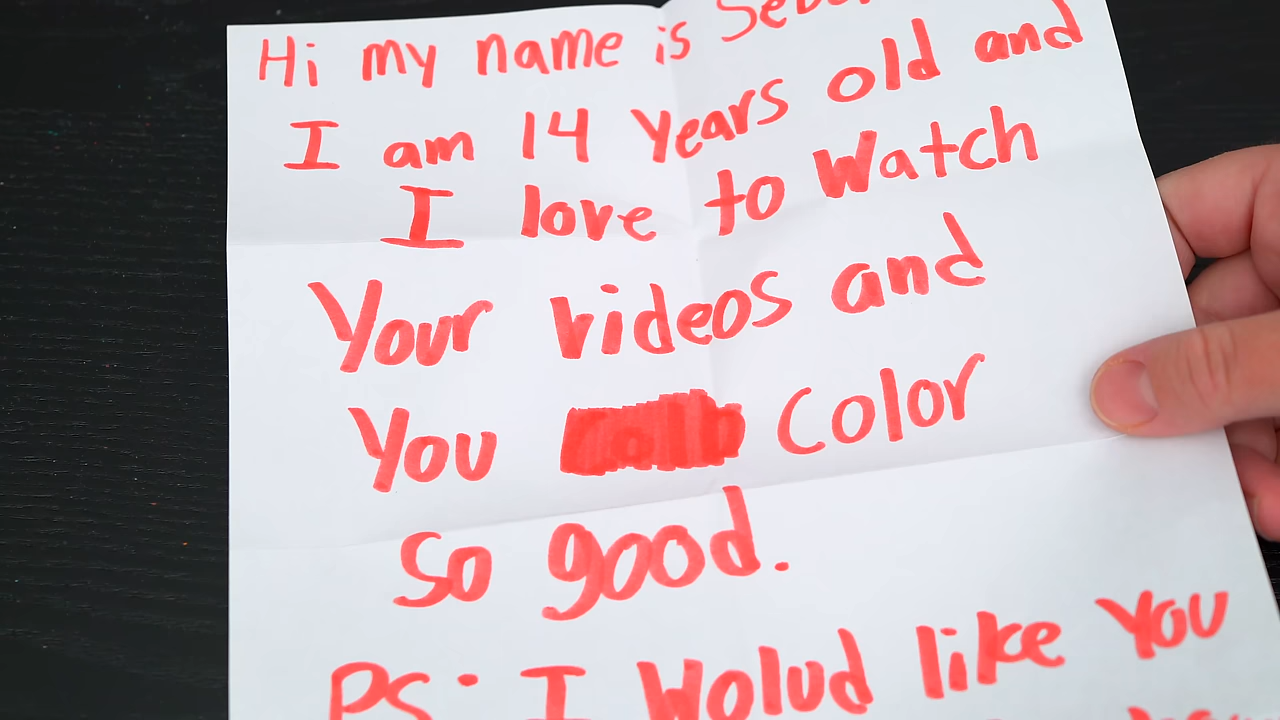 Hi my name is
I am 14 years old and
I love to Watch
Your videos and
You Color
so good.
PS: I Wolud like You